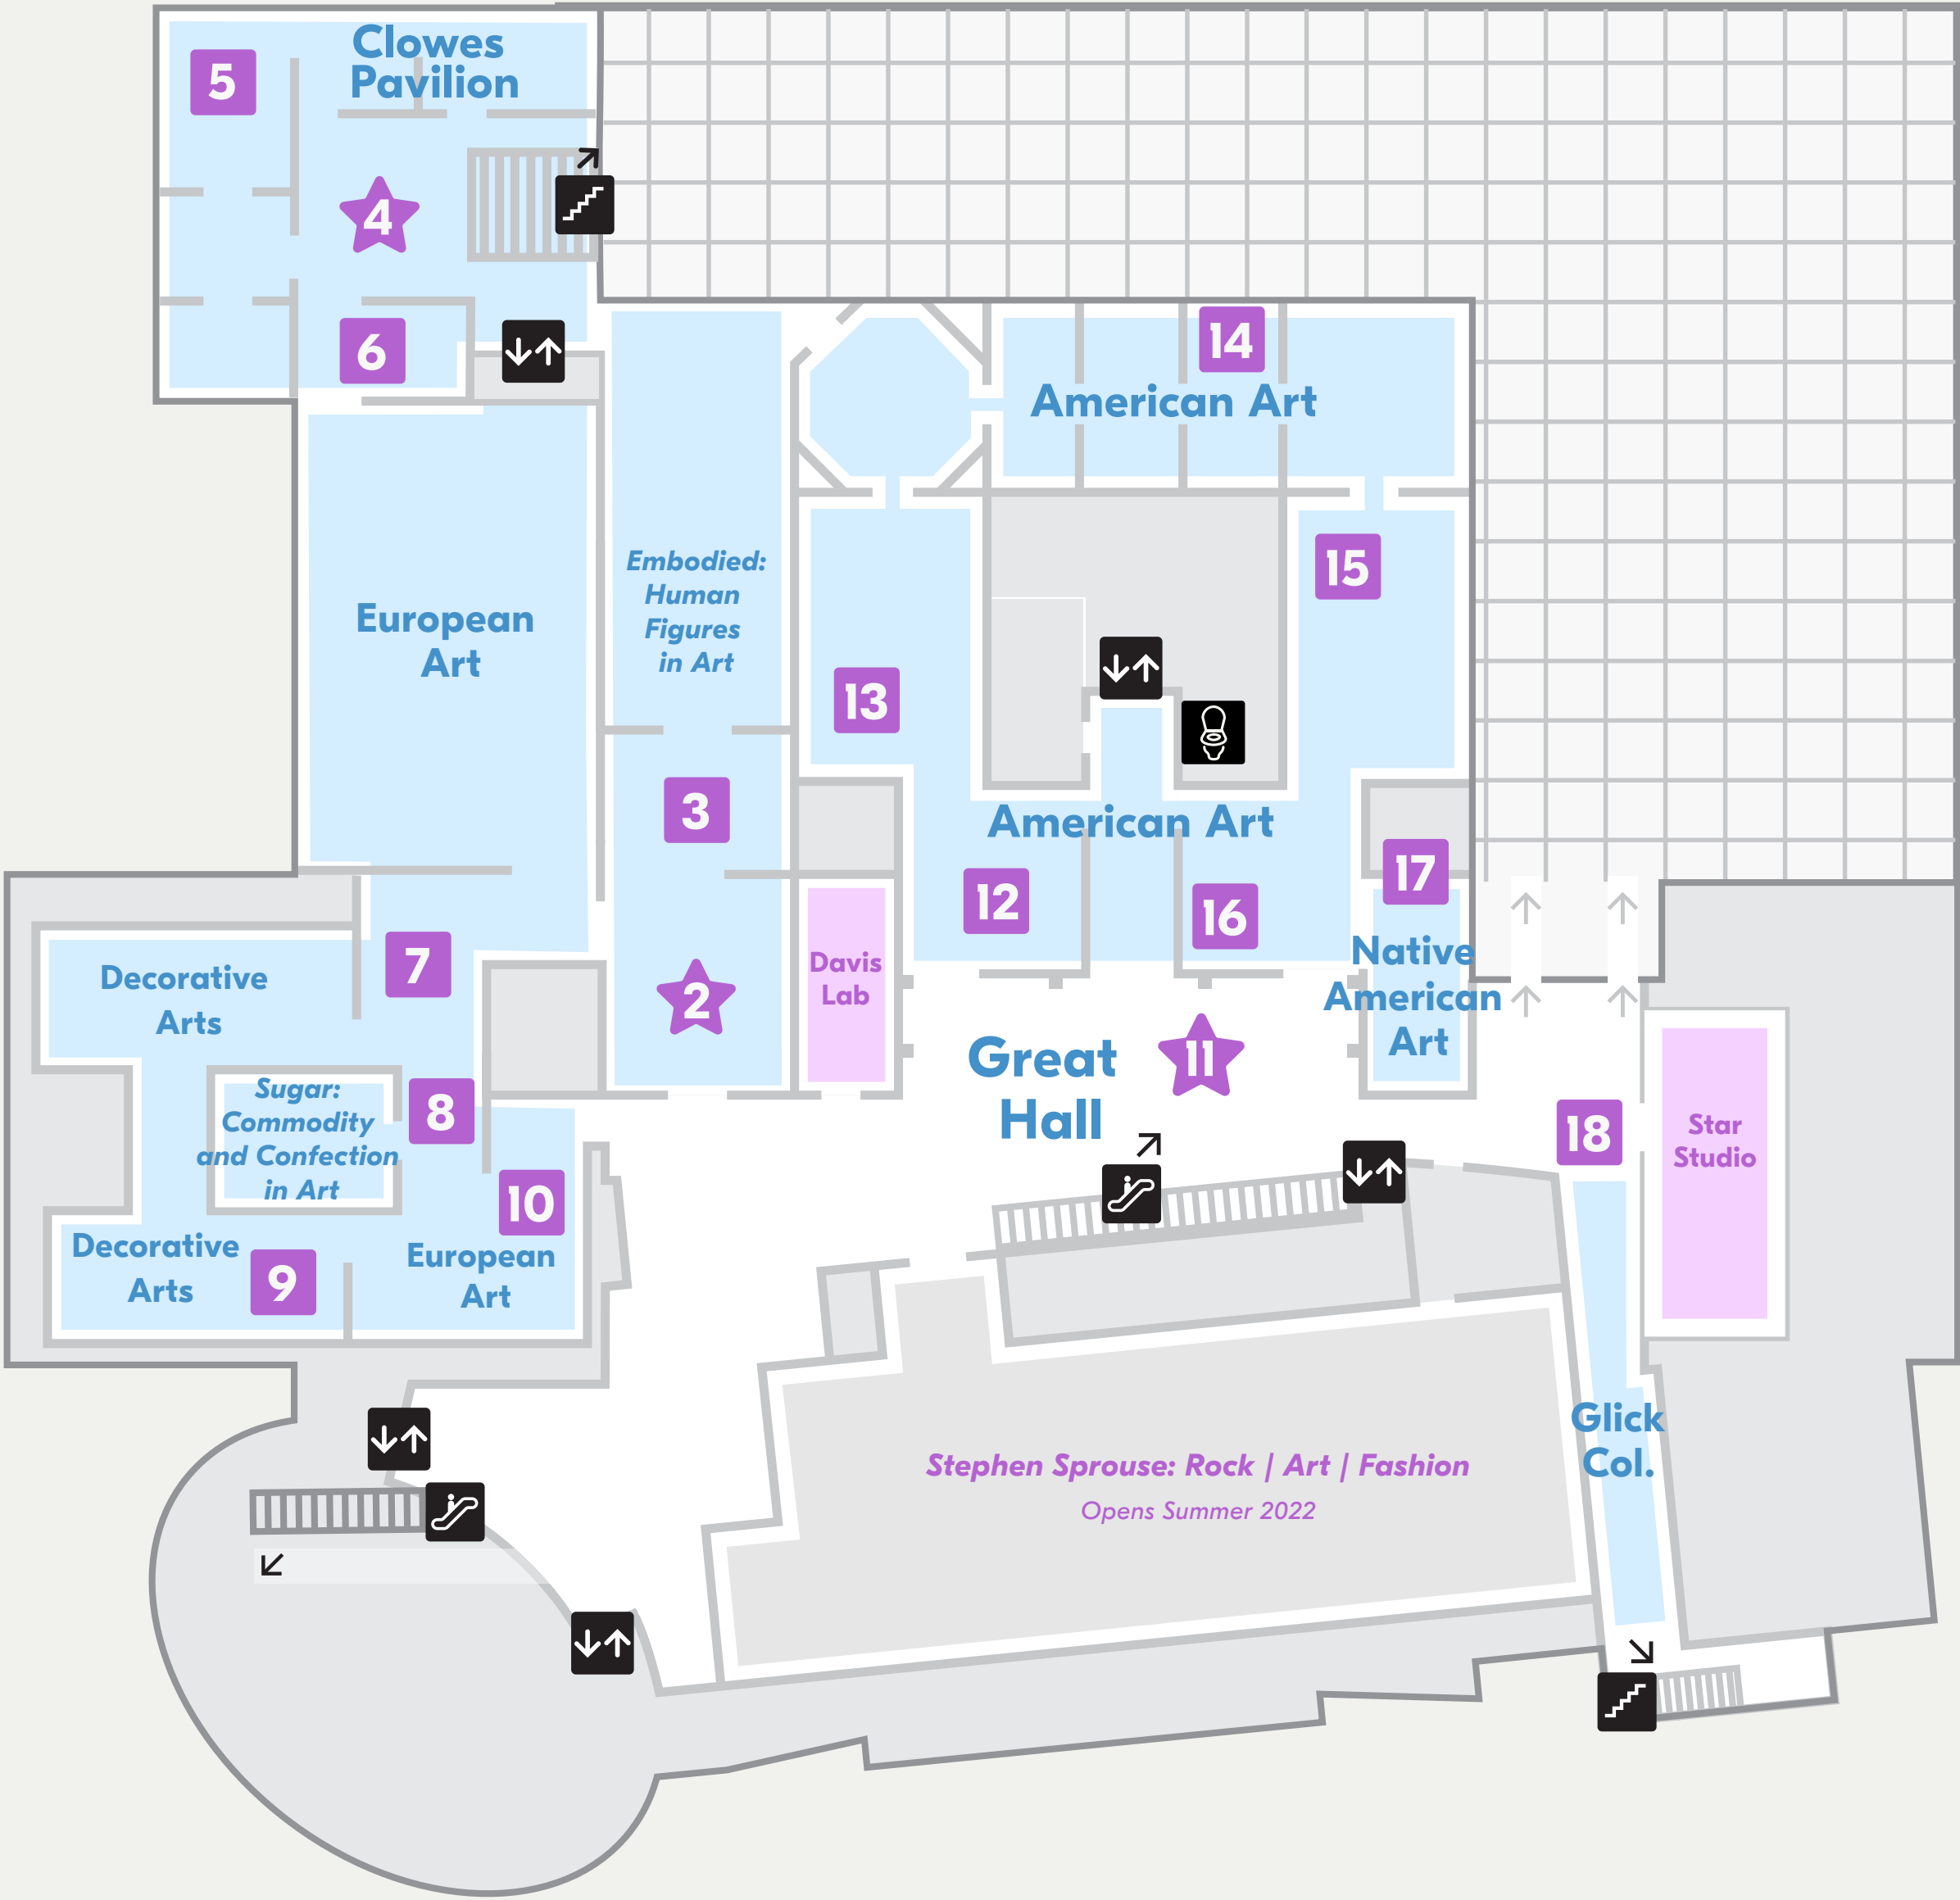 Clowes
Pavilion
5
4
6
14
American Art
15
Embodied:
Human
Figures
in Art
European
Art
13
3
American Art
12
16
17
7
Decorative
Arts
2
Davis
Lab
Native
American
Art
Great
Hall
11
8
Sugar:
Commodity
and Confection
in Art
18
Star
Studio
10
Decorative
Arts
9
European
Art
Glick
Col.
Stephen Sprouse: Rock | Art | Fashion
Opens Summer 2022